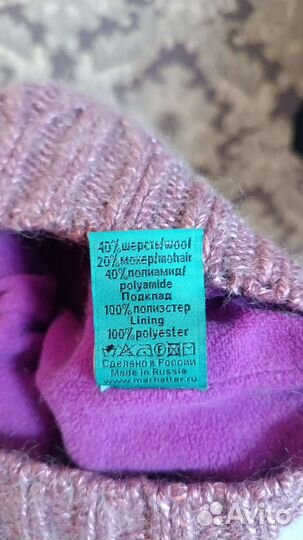 40% шерсть/wool
20% мохер/mohair
40% полиамид/
polyamide
Подклад
100% полиэстер
Lining
100% polyester
Сделано в России
Made in Russia
www.marhatter.ru
Avito